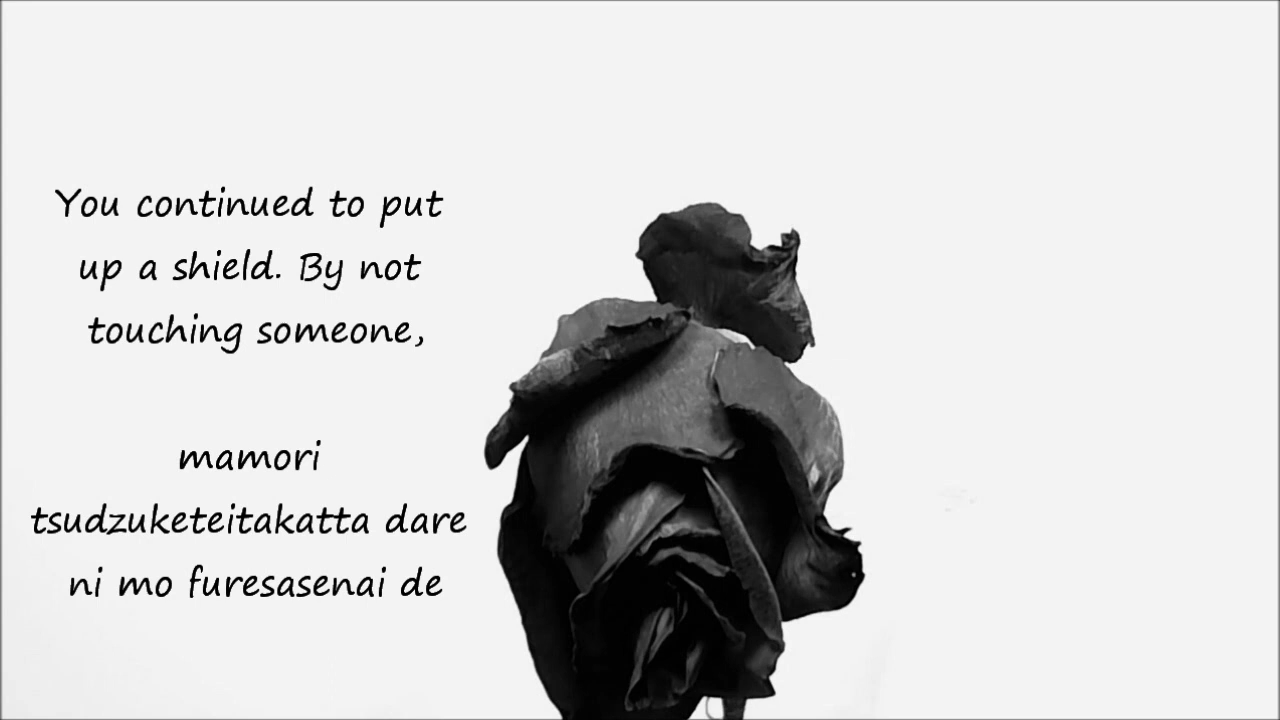 You continued to put
up a shield. By not
touching someone,
mamori
tsudzuketeitakatta dare
ni mo furesasenai de